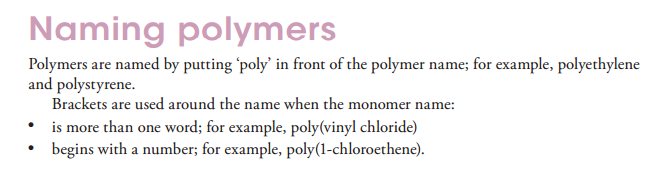 Naming polymers
Polymers are named by putting ‘poly’ in front of the polymer name; for example, polyethylene
and polystyrene.
Brackets are used around the name when the monomer name:
• is more than one word; for example, poly(vinyl chloride)
• begins with a number; for example, poly(1-chloroethene).